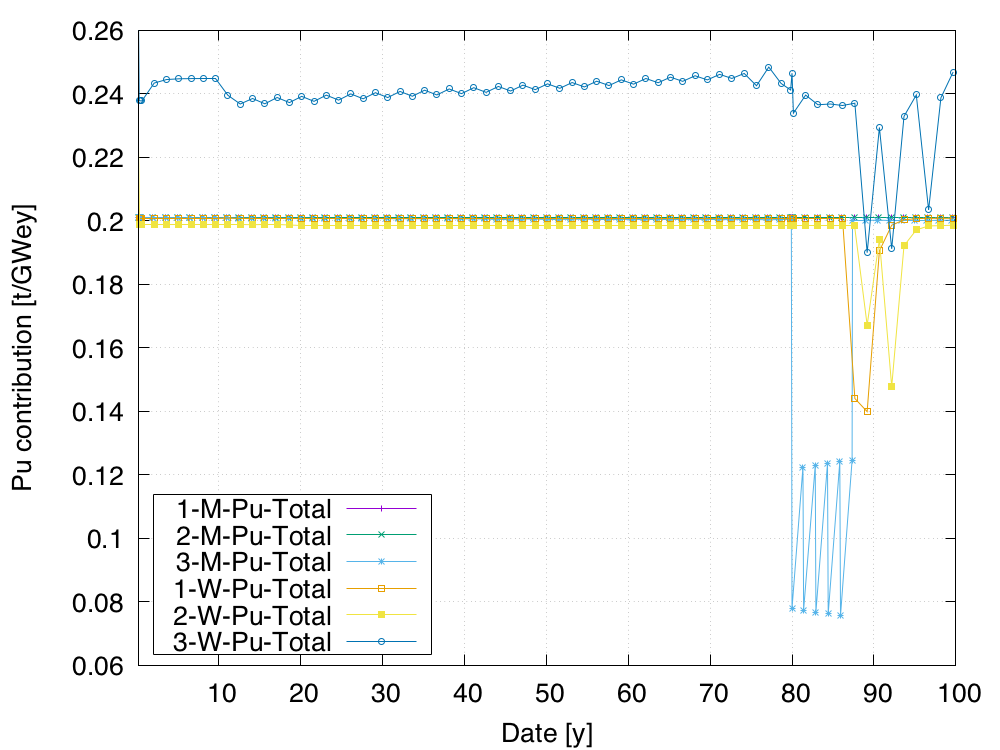 0.26
0.24
0.22
0.2
0.18
0.16
0.14
0.12
0.1
0.08
0.06
Pu contribution [t/GWey]
1-M-Pu-Total
2-M-Pu-Total
3-M-Pu-Total
1-W-Pu-Total
2-W-Pu-Total
3-W-Pu-Total
10 20 30 40 50 60 70 80 90 100
Date [y]